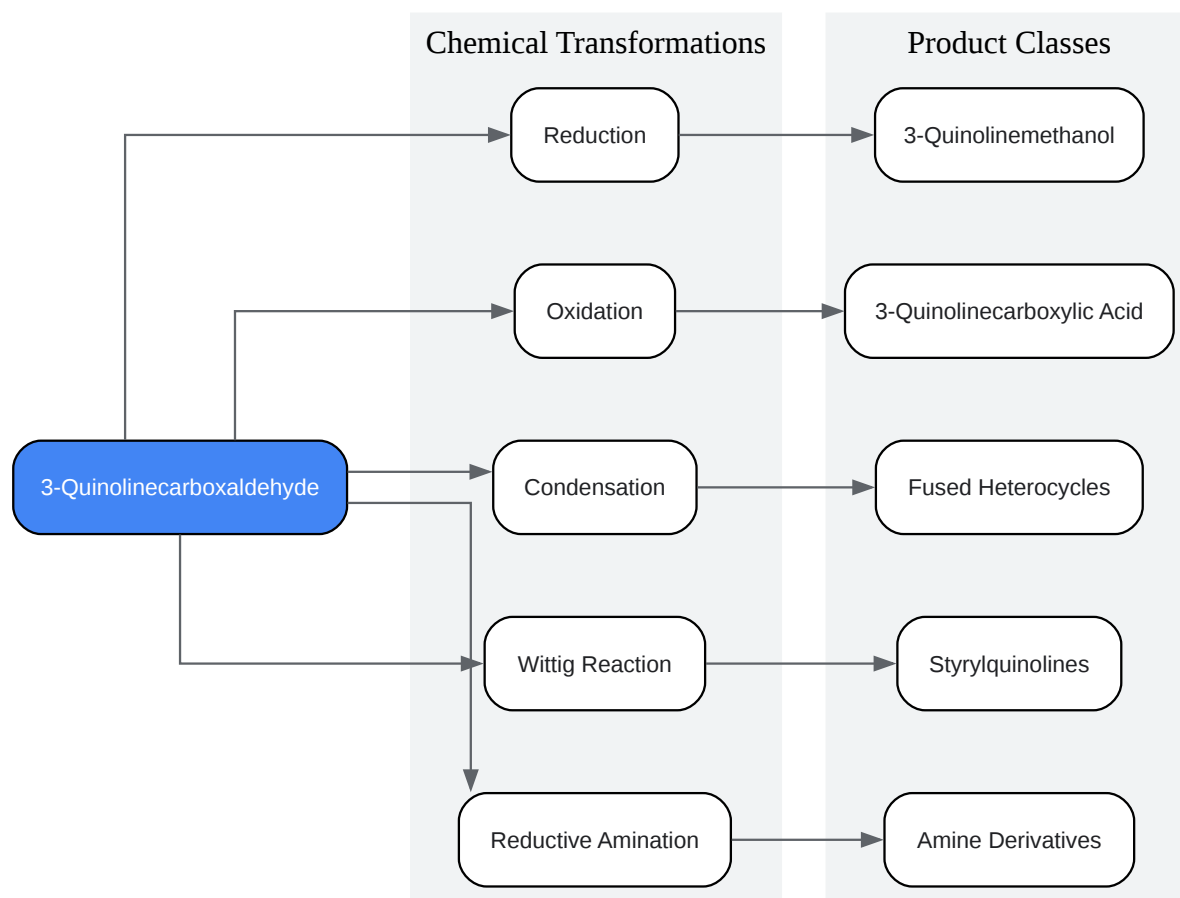 Chemical Transformations
Product Classes
Reduction
3-Quinolinemethanol
Oxidation
3-Quinolinecarboxylic Acid
3-Quinolinecarboxaldehyde
Condensation
Fused Heterocycles
Wittig Reaction
Styrylquinolines
Reductive Amination
Amine Derivatives